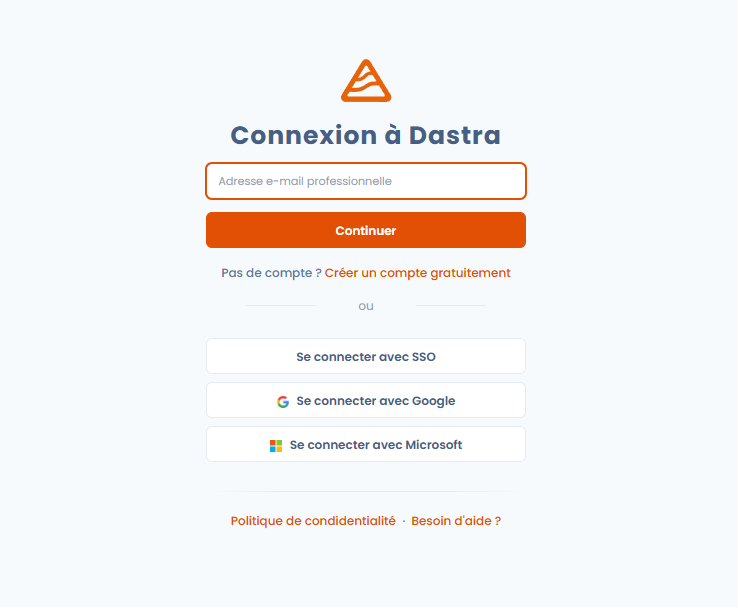 Connexion à Dastra
Adresse e-mail professionnelle
Continuer
Pas de compte ? Créer un compte gratuitement
ou
Se connecter avec SSO
Se connecter avec Google
Se connecter avec Microsoft
Politique de condidentialité · Besoin d'aide ?